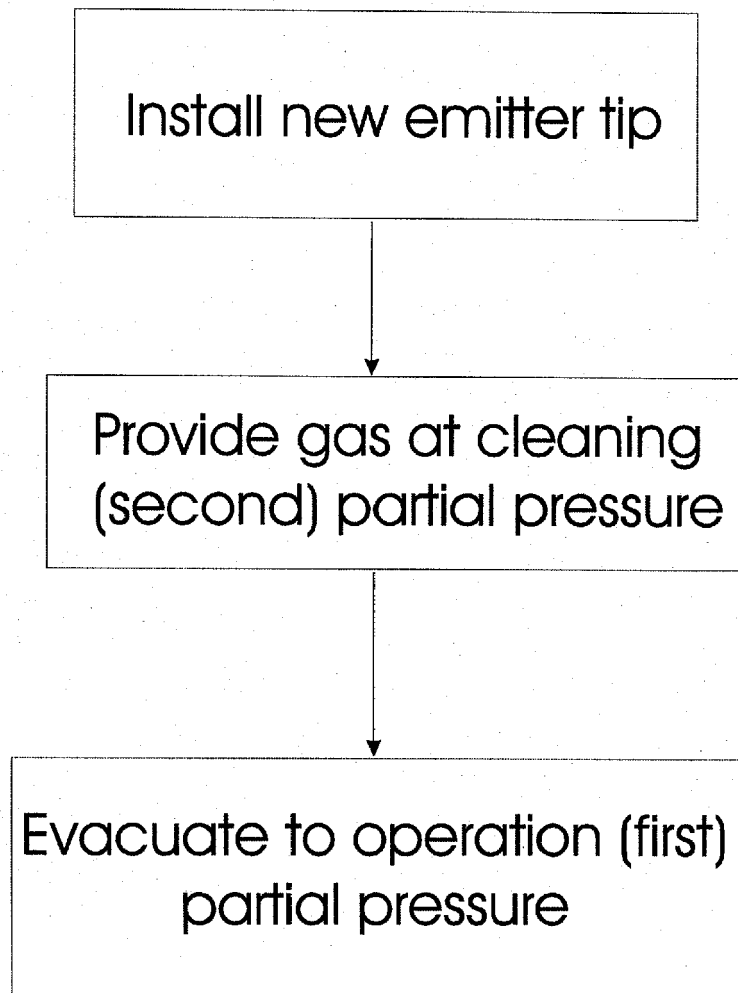 Install new emitter tip
Provide gas at cleaning
(second) partial pressure
Evacuate to operation (first)
partial pressure